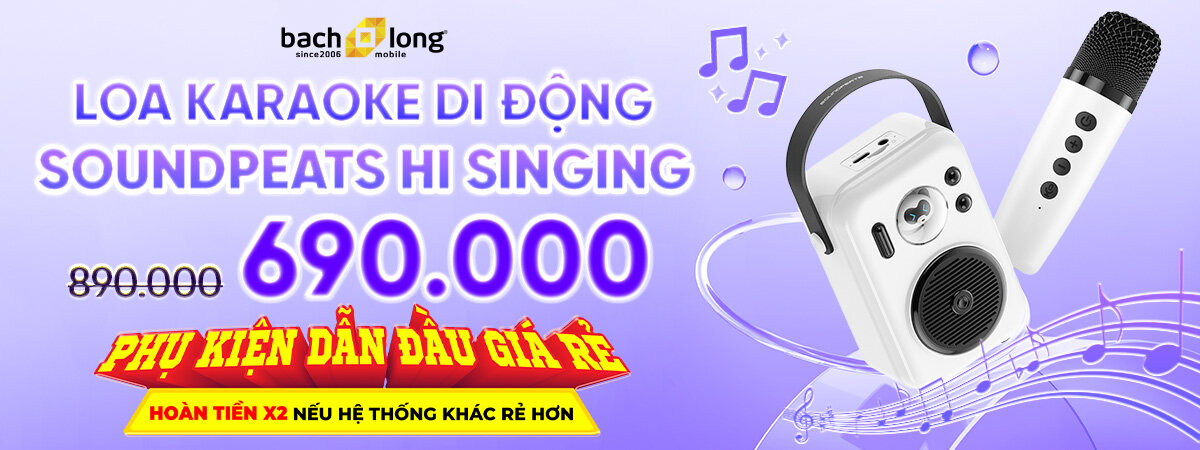 bach long
since2006 mobile
LOA KARAOKE DI ĐỘNG
SOUNDPEATS HI SINGING
890.000 690.000
PHỤ KIỆN DẪN ĐẦU GIÁ RẺ
HOÀN TIỀN X2 NẾU HỆ THỐNG KHÁC RẺ HƠN
SOUNDPEATS